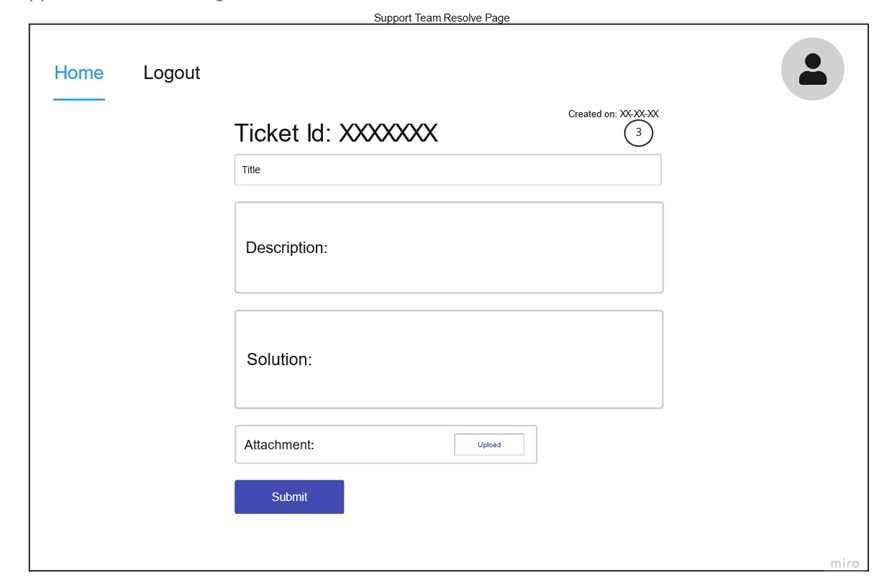 Support Team Resolve Page
Home
Logout
Created on: XX-XX-XX
Ticket Id: XXXXXXX
3
Title
Description:
Solution:
Attachment:
Upload
Submit
miro